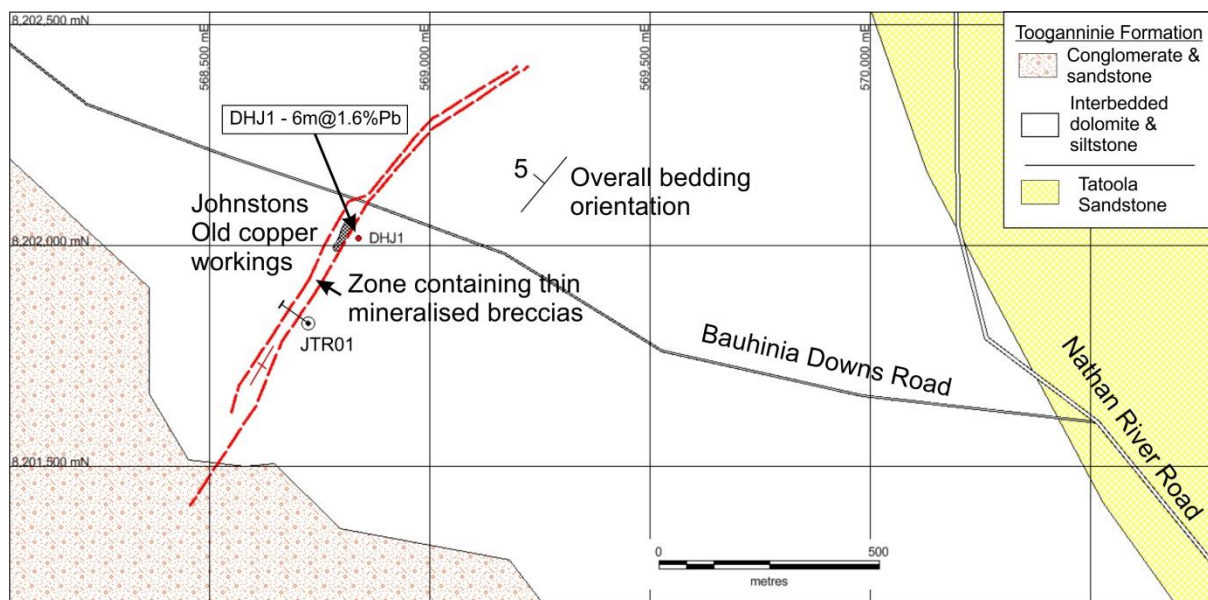 8,202,500 mN
568,500 mE
569,000 mE
569,500 mE
570,000 mE
Tooganninie Formation
Conglomerate &
sandstone
Interbedded
dolomite &
siltstone
Tatoola
Sandstone
DHJ1 - 6m@1.6%Pb
5
Overall bedding
orientation
Johnstons
Old copper
workings
DHJ1
8,202,000 mN
Zone containing thin
mineralised breccias
JTR01
Bauhinia Downs Road
Nathan River Road
8,201,500 mN
0
500
metres